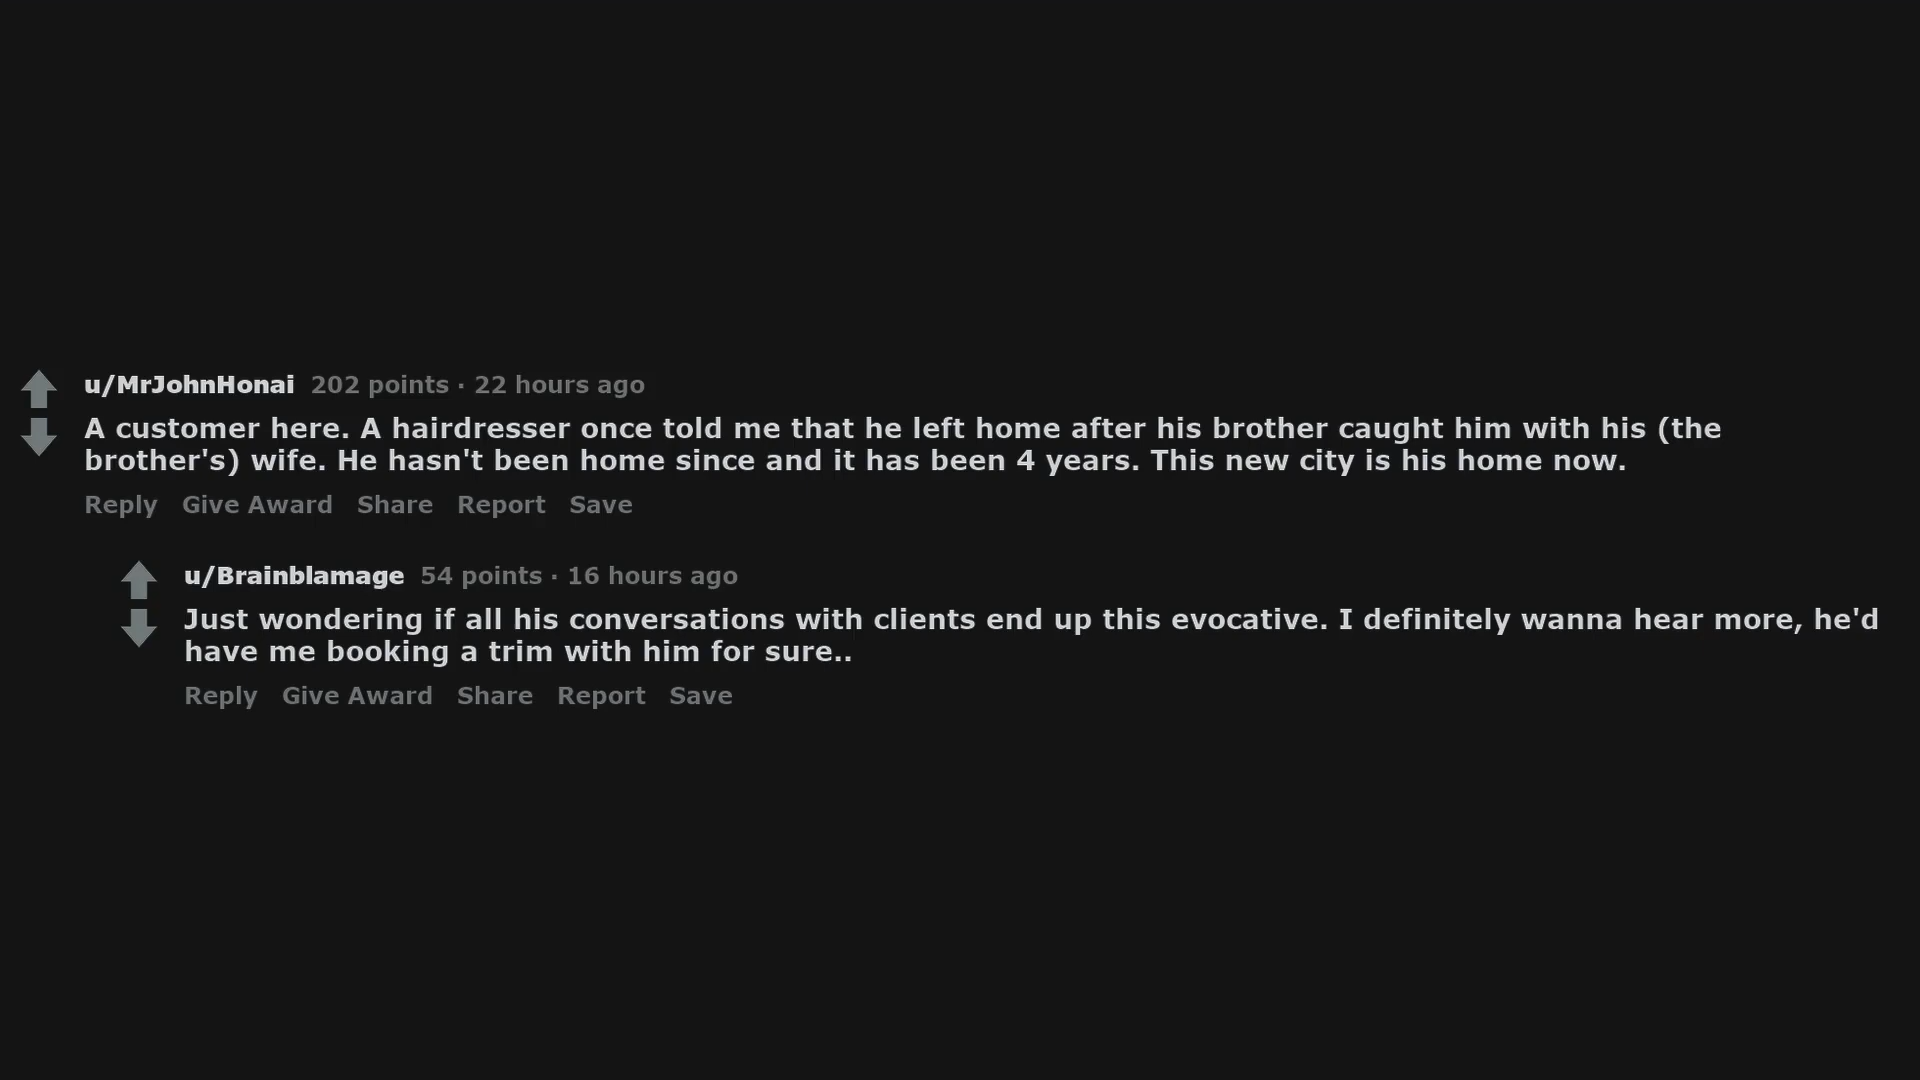 u/MrJohnHonai 202 points · 22 hours ago
A customer here. A hairdresser once told me that he left home after his brother caught him with his (the
brother's) wife. He hasn't been home since and it has been 4 years. This new city is his home now.
Reply Give Award Share Report Save
u/Brainblamage 54 points · 16 hours ago
Just wondering if all his conversations with clients end up this evocative. I definitely wanna hear more, he'd
have me booking a trim with him for sure..
Reply Give Award Share Report Save